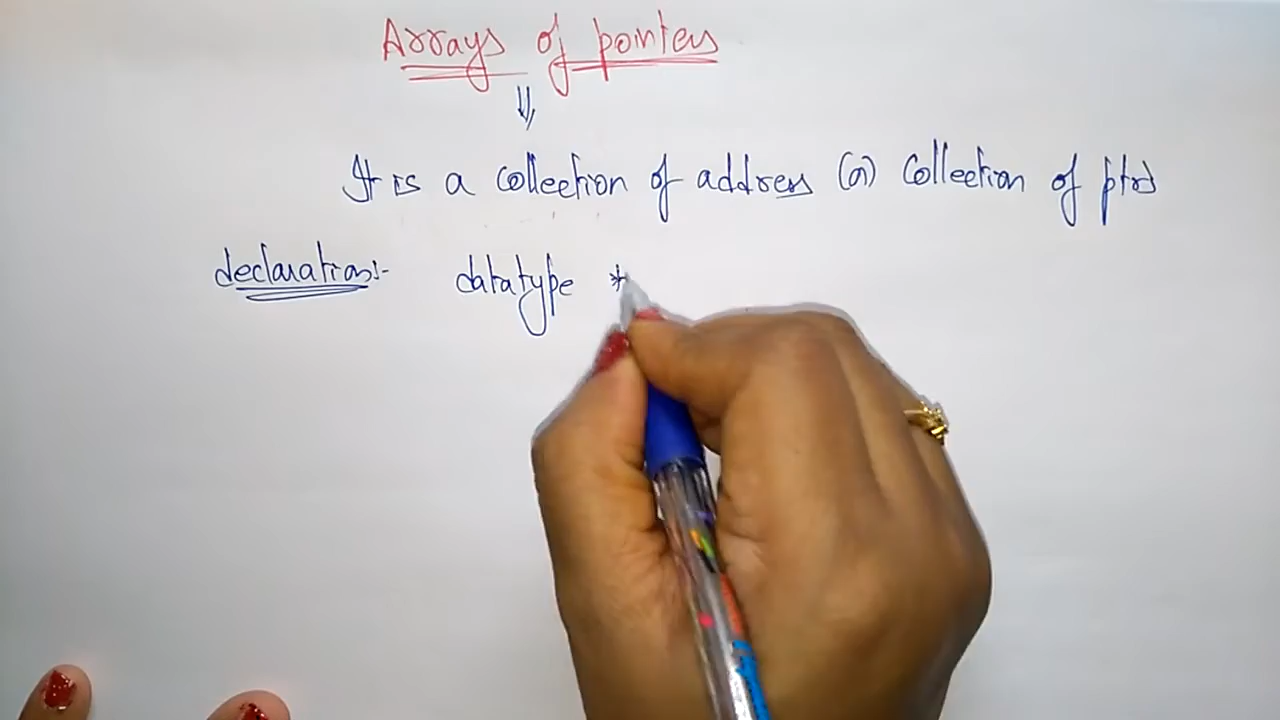 Arrays of pointers
It is a collection of address (or) Collection of ptrs
declaration:- datatype *